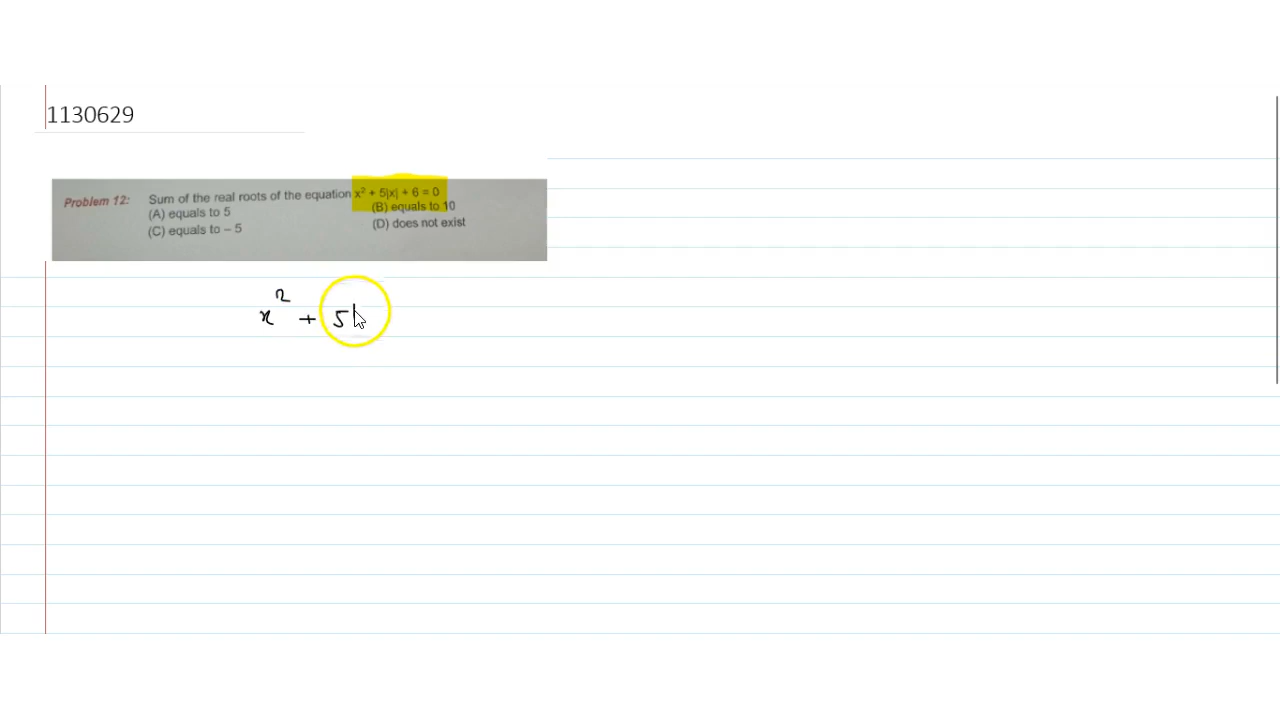 1130629
Problem 12: Sum of the real roots of the equation x² + 5|x| + 6 = 0
(A) equals to 5 (B) equals to 10
(C) equals to – 5 (D) does not exist
x² + 5|